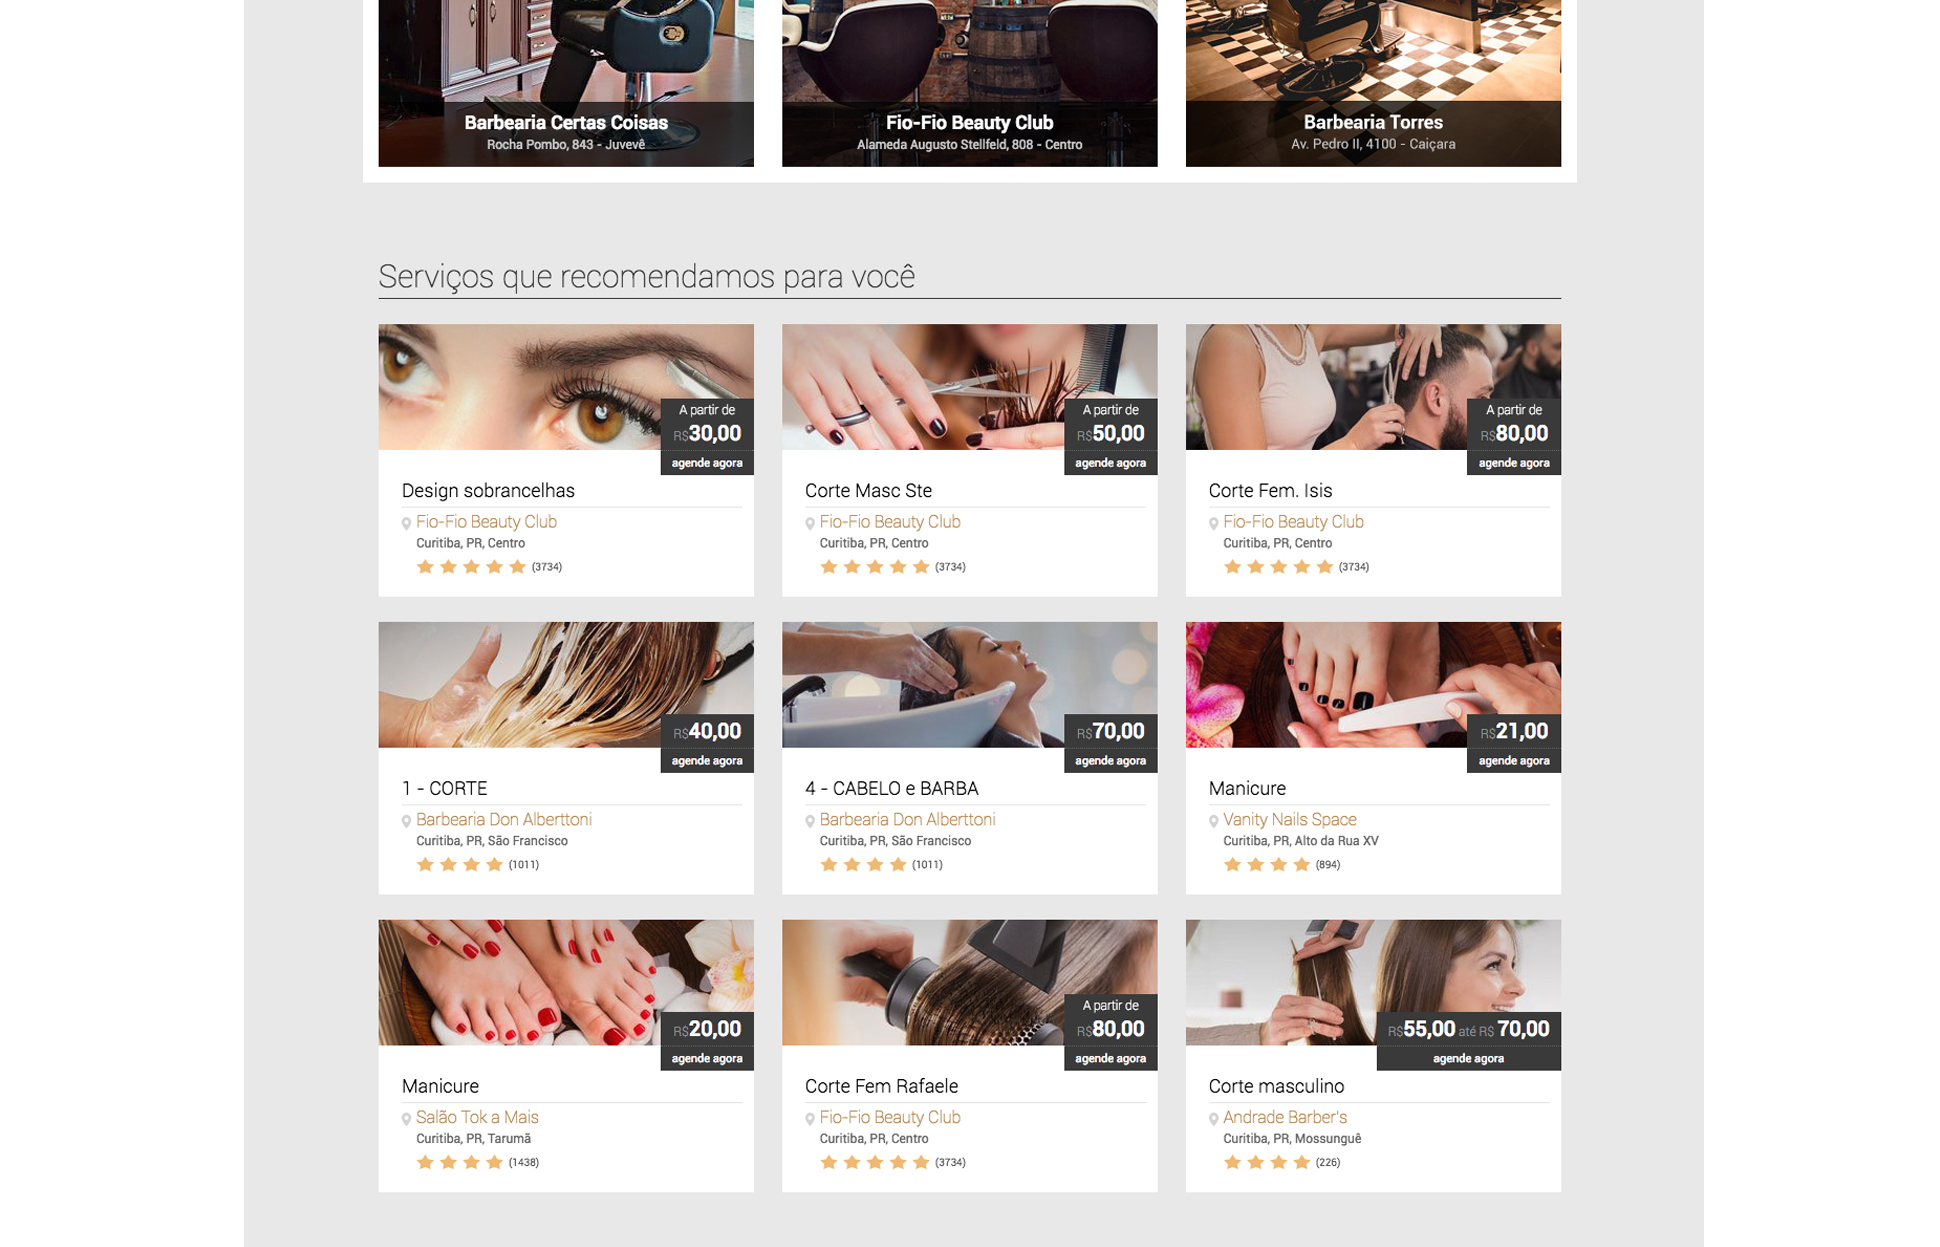 Barbearia Certas Coisas
Rocha Pombo, 843 - Juvevê
Fio-Fio Beauty Club
Alameda Augusto Stellfeld, 808 - Centro
Barbearia Torres
Av. Pedro II, 4100 - Caiçara
Serviços que recomendamos para você
A partir de
R$30,00
agende agora
Design sobrancelhas
Fio-Fio Beauty Club
Curitiba, PR, Centro
(3734)
A partir de
R$50,00
agende agora
Corte Masc Ste
Fio-Fio Beauty Club
Curitiba, PR, Centro
(3734)
A partir de
R$80,00
agende agora
Corte Fem. Isis
Fio-Fio Beauty Club
Curitiba, PR, Centro
(3734)
R$40,00
agende agora
1 - CORTE
Barbearia Don Alberttoni
Curitiba, PR, São Francisco
(1011)
R$70,00
agende agora
4 - CABELO e BARBA
Barbearia Don Alberttoni
Curitiba, PR, São Francisco
(1011)
R$21,00
agende agora
Manicure
Vanity Nails Space
Curitiba, PR, Alto da Rua XV
(894)
R$20,00
agende agora
Manicure
Salão Tok a Mais
Curitiba, PR, Tarumã
(1438)
A partir de
R$80,00
agende agora
Corte Fem Rafaele
Fio-Fio Beauty Club
Curitiba, PR, Centro
(3734)
R$55,00 até R$ 70,00
agende agora
Corte masculino
Andrade Barber's
Curitiba, PR, Mossunguê
(226)